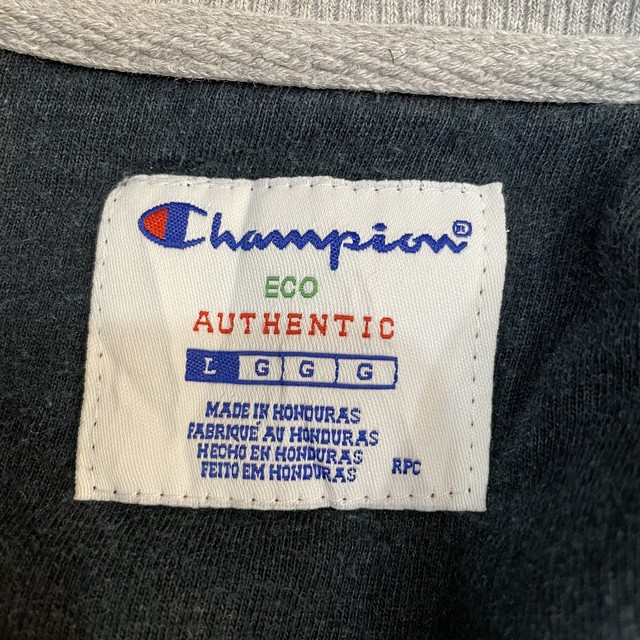 Champion®
ECO
AUTHENTIC
L G G G
MADE IN HONDURAS
FABRIQUÉ AU HONDURAS
HECHO EN HONDURAS
FEITO EM HONDURAS
RPC